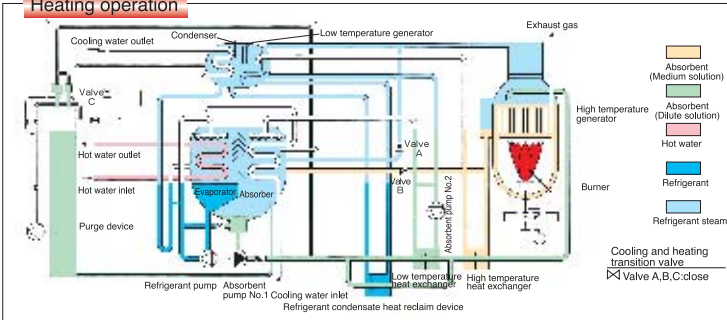 Heating operation
Condenser
Low temperature generator
Exhaust gas
Cooling water outlet
Absorbent
(Medium solution)
Valve
C
High temperature
generator
Absorbent
(Dilute solution)
Valve
A
Hot water
Hot water outlet
Hot water inlet
Valve
B
Evaporator
Absorber
Burner
Refrigerant
Absorbent pump No.2
Purge device
Refrigerant steam
Cooling and heating
transition valve
Valve A,B,C:close
Low temperature
heat exchanger
High temperature
heat exchanger
Refrigerant pump
Absorbent
pump No.1
Cooling water inlet
Refrigerant condensate heat reclaim device